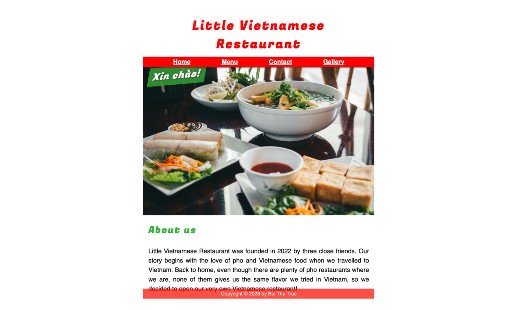 Little Vietnamese
Restaurant
Home Menu Contact Gallery
Xin chào!
About us
Little Vietnamese Restaurant was founded in 2022 by three close friends. Our
story begins with the love of pho and Vietnamese food when we travelled to
Vietnam. Back to home, even though there are plenty of pho restaurants where
we are, none of them gives us the same flavor we tried in Vietnam, so we
decided to open our very own Vietnamese restaurant!
Copyright © 2023 by Bui Thu Truc